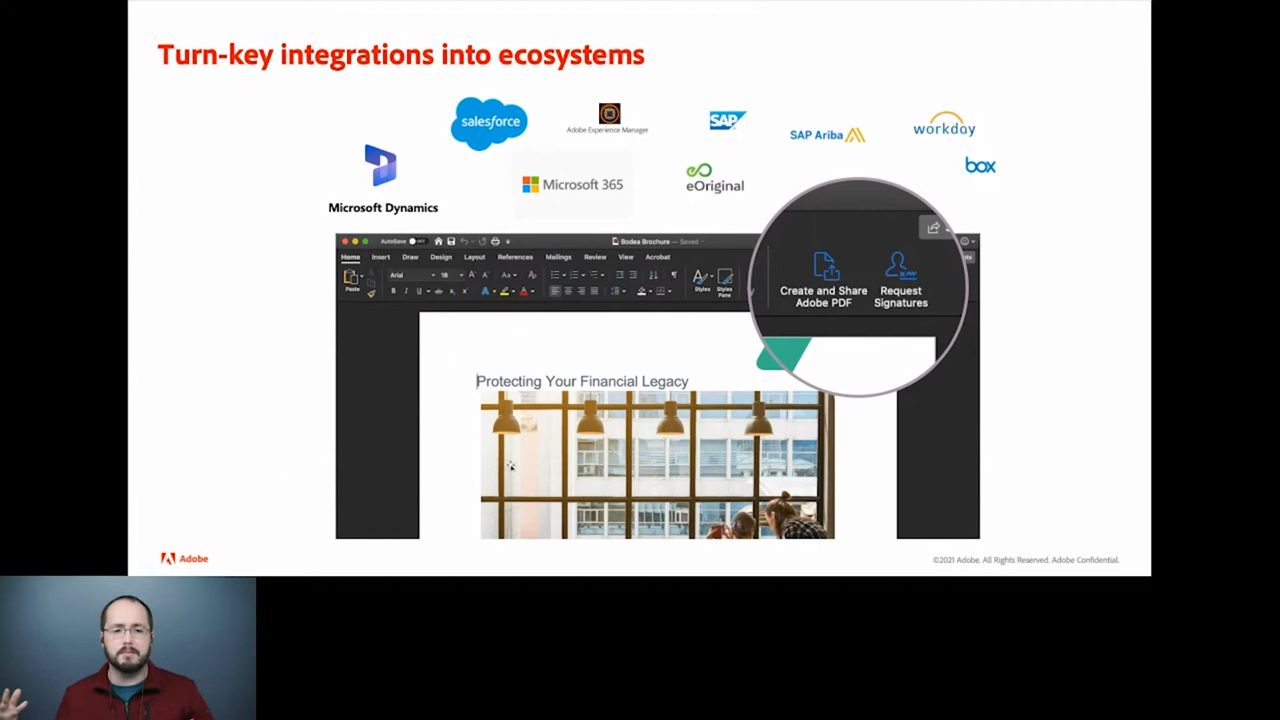 Turn-key integrations into ecosystems
salesforce
Adobe Experience Manager
SAP
SAP Ariba
workday
Microsoft Dynamics
Microsoft 365
eOriginal
box
AutoSave
Bodea Brochure — Saved
Home Insert Draw Design Layout References Mailings Review View Acrobat
Paste
Arial
18
Styles
Styles
Pane
Create and Share
Adobe PDF
Request
Signatures
Protecting Your Financial Legacy
Adobe
©2021 Adobe. All Rights Reserved. Adobe Confidential.